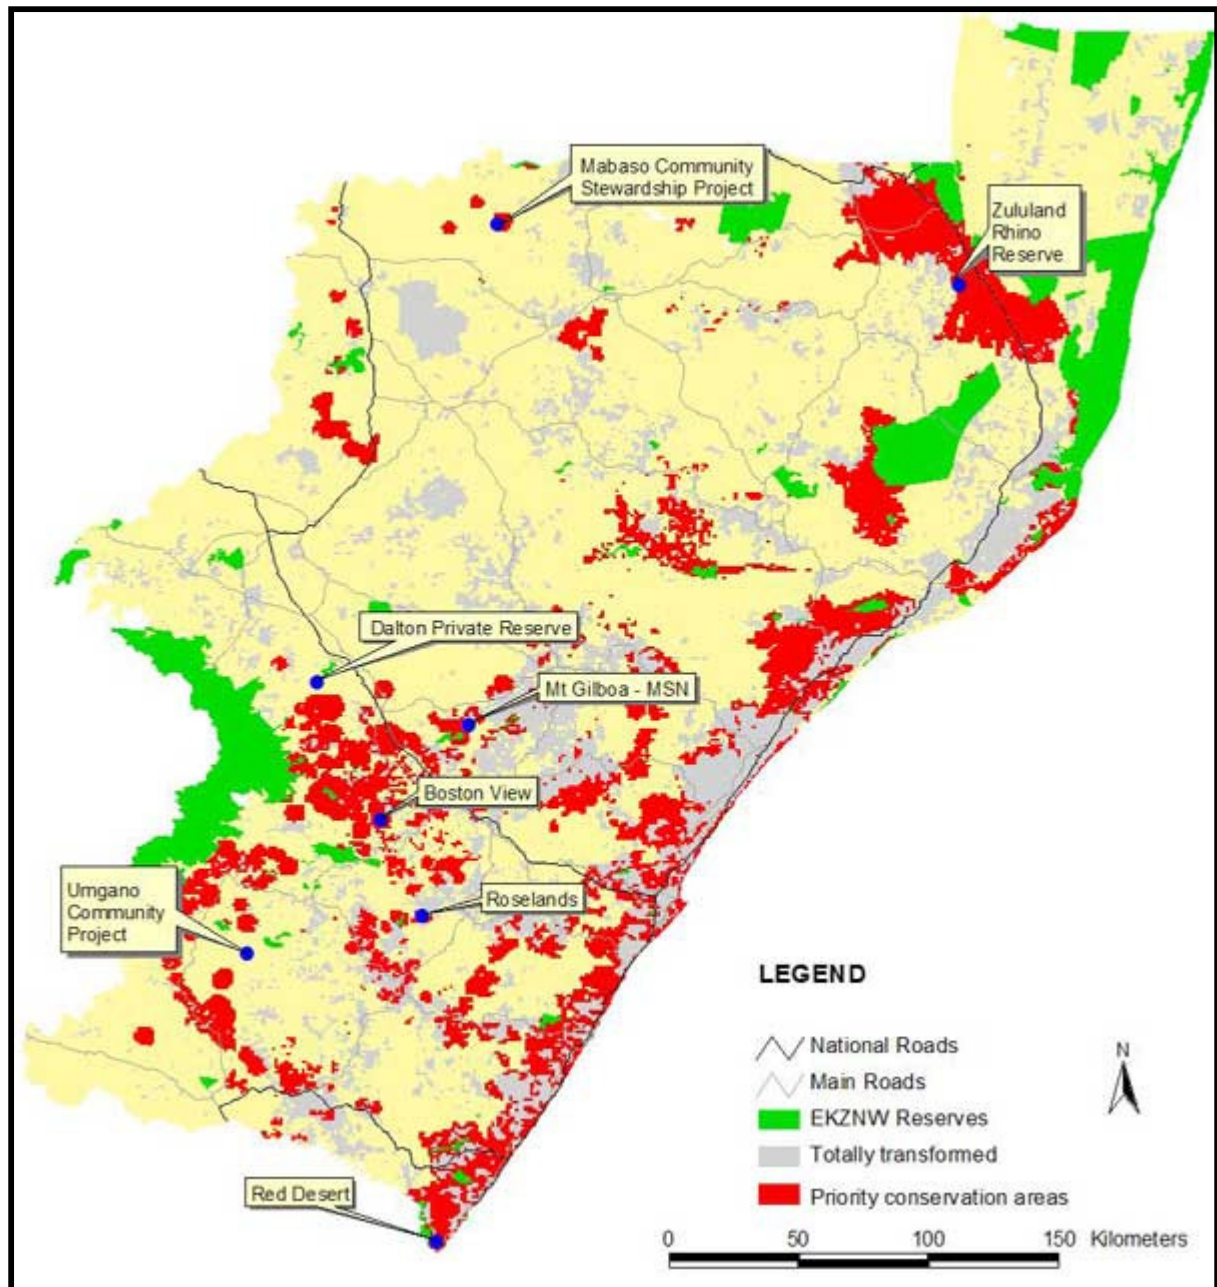 Mabaso Community
Stewardship Project
Zululand
Rhino
Reserve
Dalton Private Reserve
Mt Gilboa - MSN
Boston View
Umgano
Community
Project
Roselands
Red Desert
LEGEND
National Roads
Main Roads
EKZNW Reserves
Totally transformed
Priority conservation areas
N
0 50 100 150 Kilometers